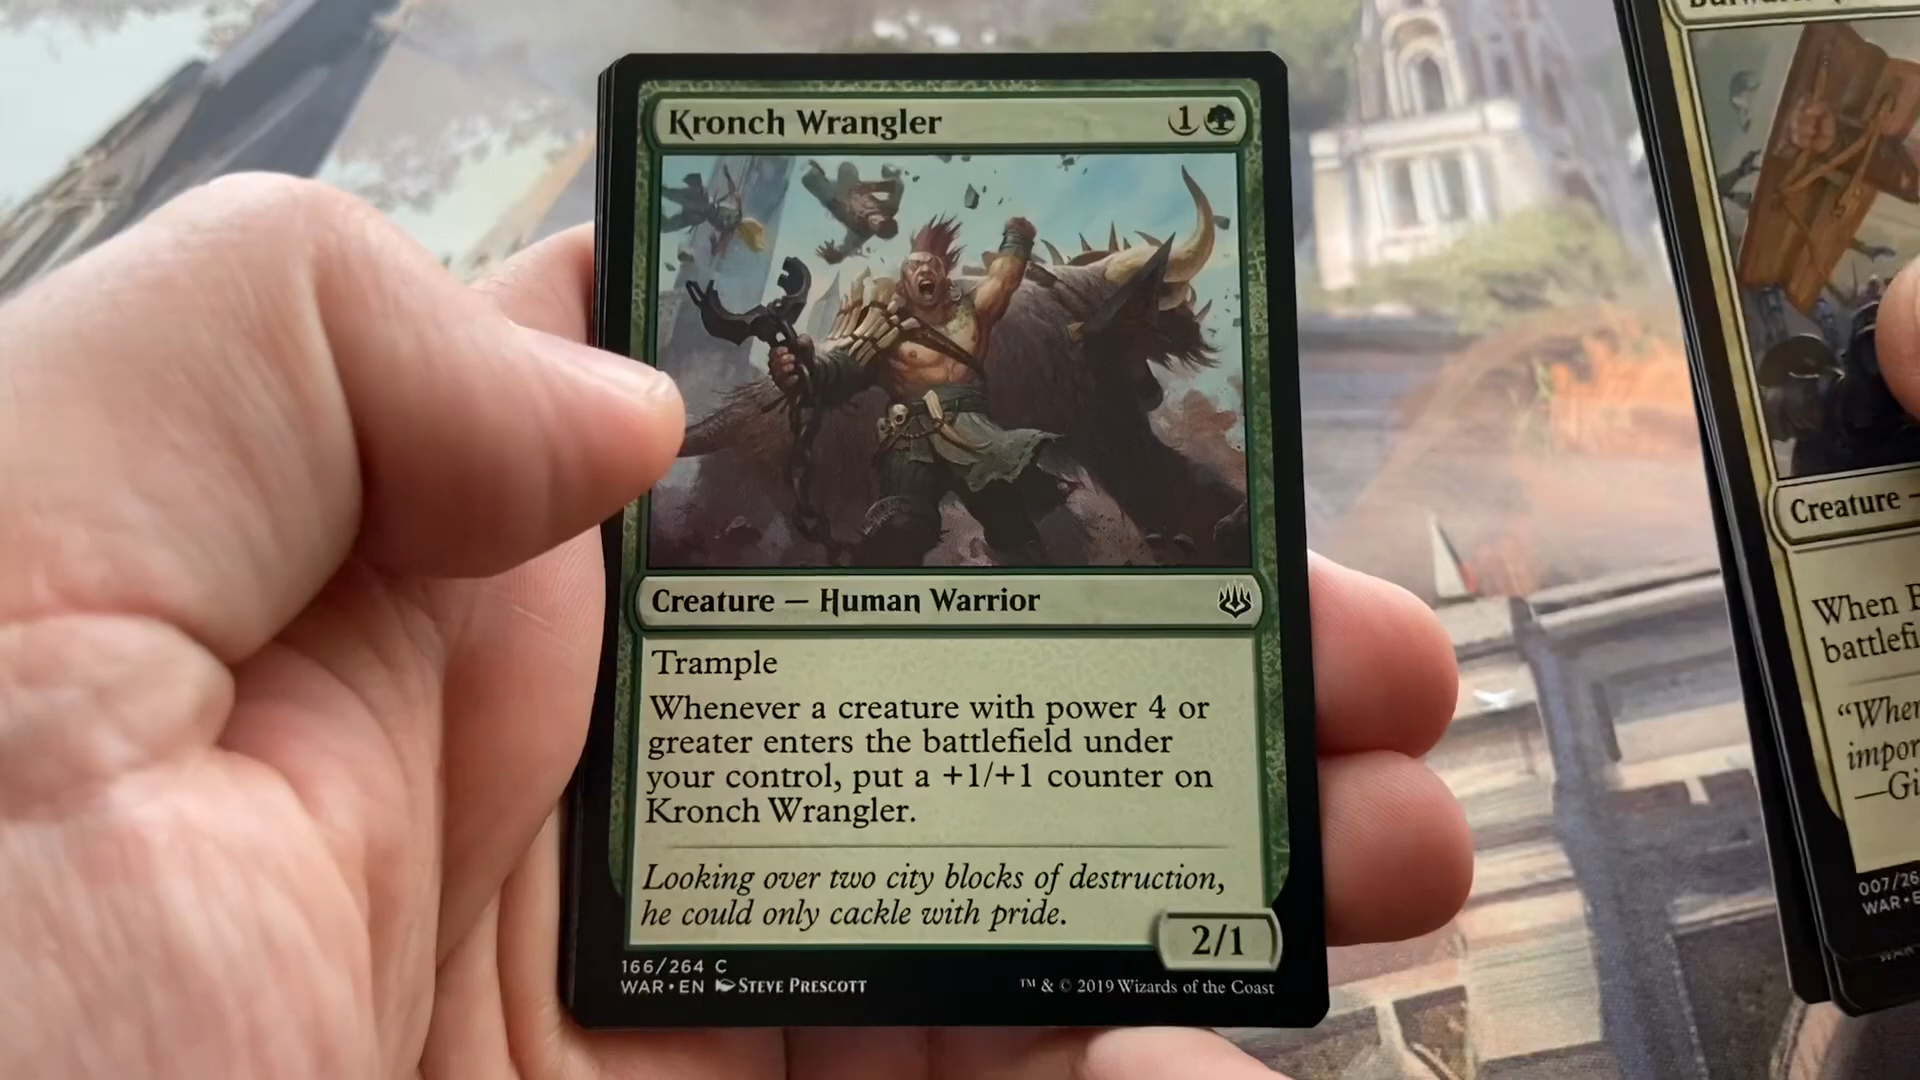 Kronch Wrangler 1
Creature — Human Warrior
Trample
Whenever a creature with power 4 or
greater enters the battlefield under
your control, put a +1/+1 counter on
Kronch Wrangler.
Looking over two city blocks of destruction,
he could only cackle with pride.
2/1
166/264 C
WAR • EN STEVE PRESCOTT
™ & © 2019 Wizards of the Coast
Creature —
When
“When
007/26
WAR • E